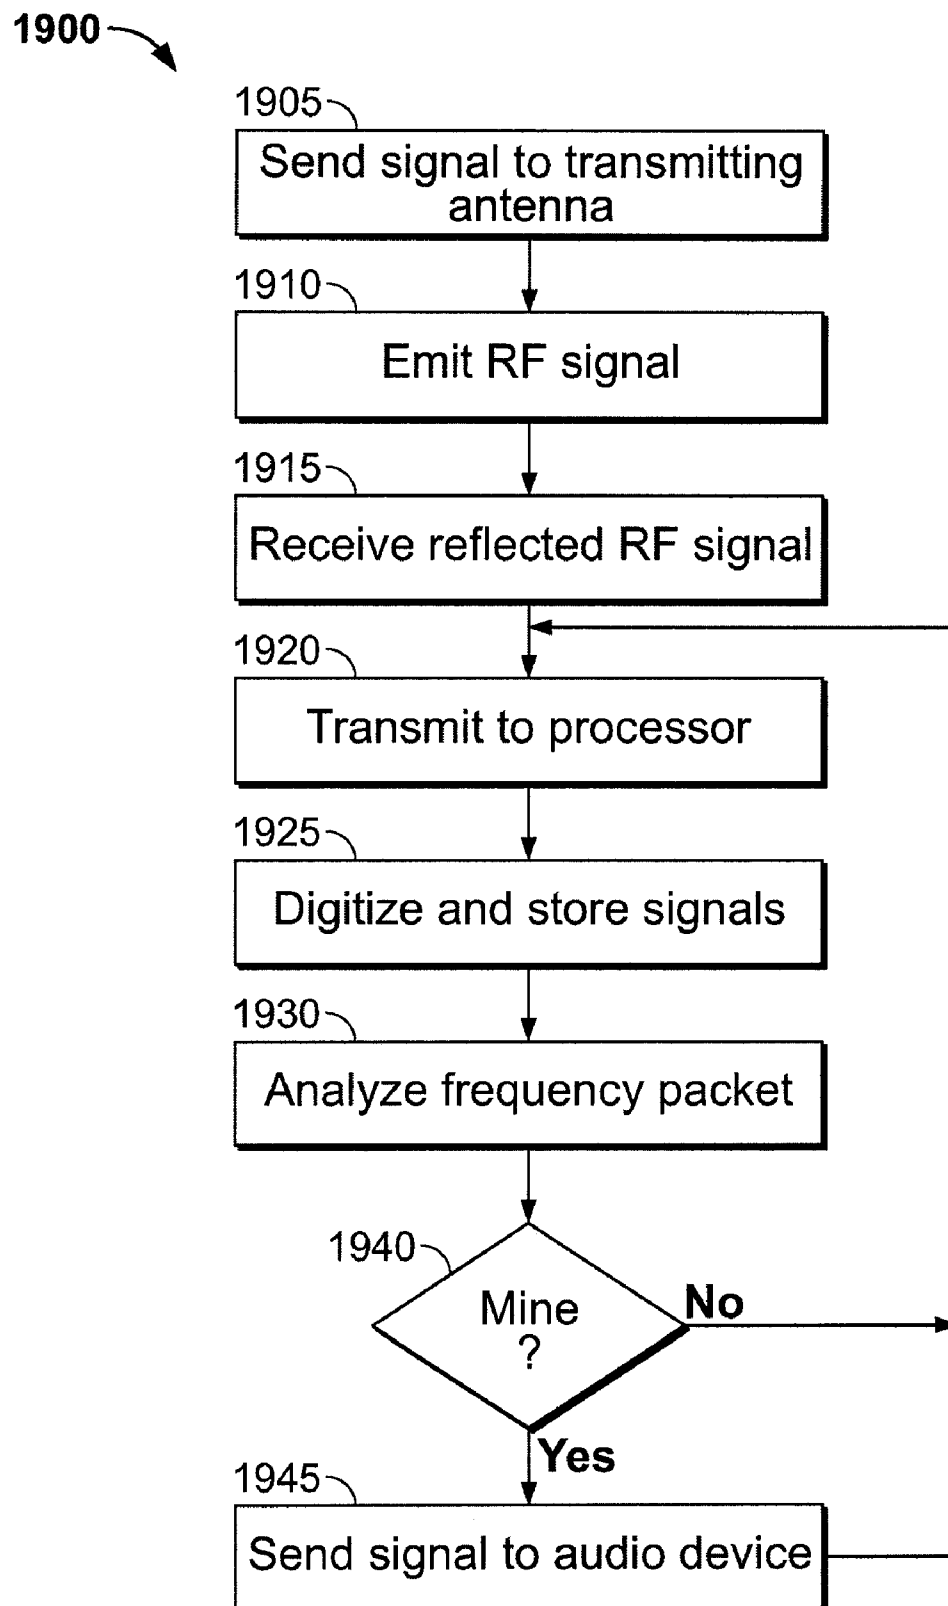 1900
1905
Send signal to transmitting
antenna
1910
Emit RF signal
1915
Receive reflected RF signal
1920
Transmit to processor
1925
Digitize and store signals
1930
Analyze frequency packet
1940
Mine
?
No
Yes
1945
Send signal to audio device